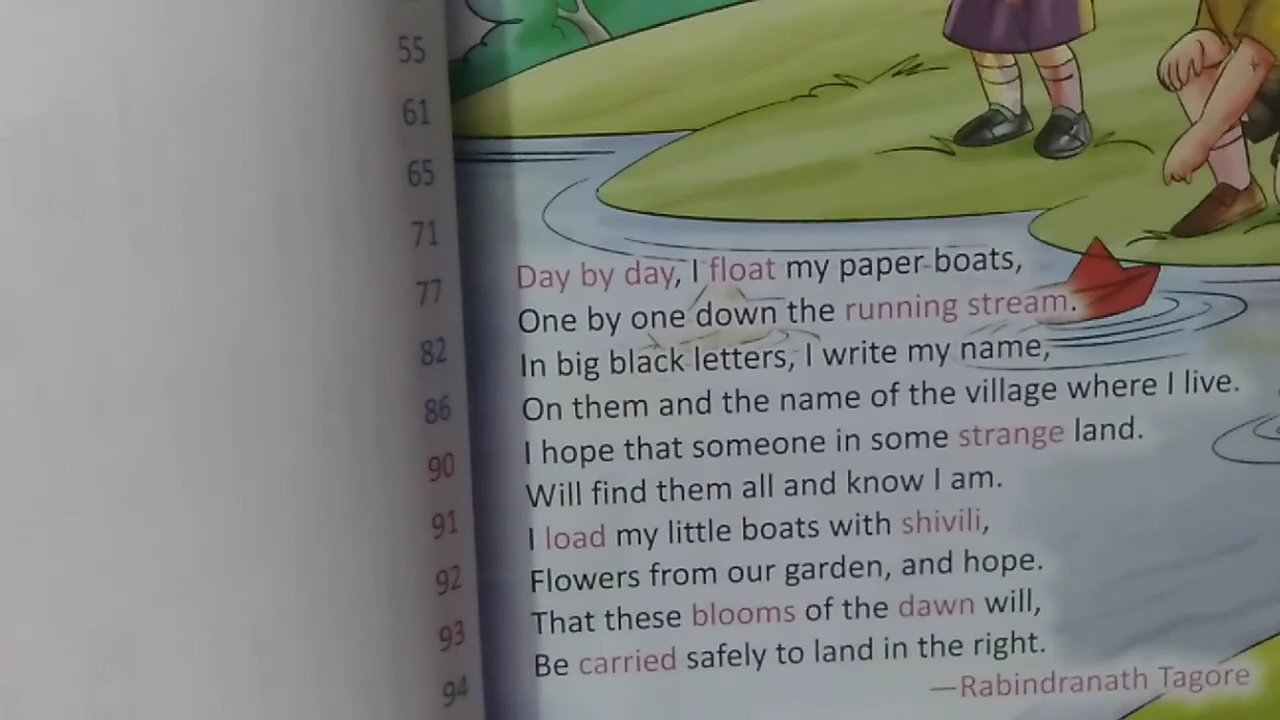 55
61
65
71
77
82
86
90
91
92
93
94
Day by day, I float my paper boats,
One by one down the running stream.
In big black letters, I write my name,
On them and the name of the village where I live.
I hope that someone in some strange land.
Will find them all and know I am.
I load my little boats with shivili,
Flowers from our garden, and hope.
That these blooms of the dawn will,
Be carried safely to land in the right.
—Rabindranath Tagore